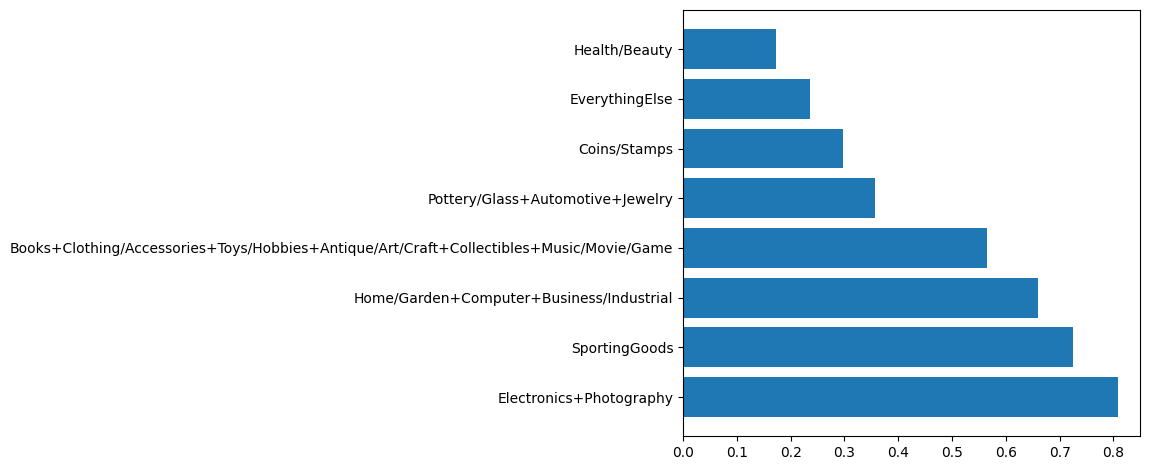 Health/Beauty
EverythingElse
Coins/Stamps
Pottery/Glass+Automotive+Jewelry
Books+Clothing/Accessories+Toys/Hobbies+Antique/Art/Craft+Collectibles+Music/Movie/Game
Home/Garden+Computer+Business/Industrial
SportingGoods
Electronics+Photography
0.0 0.1 0.2 0.3 0.4 0.5 0.6 0.7 0.8